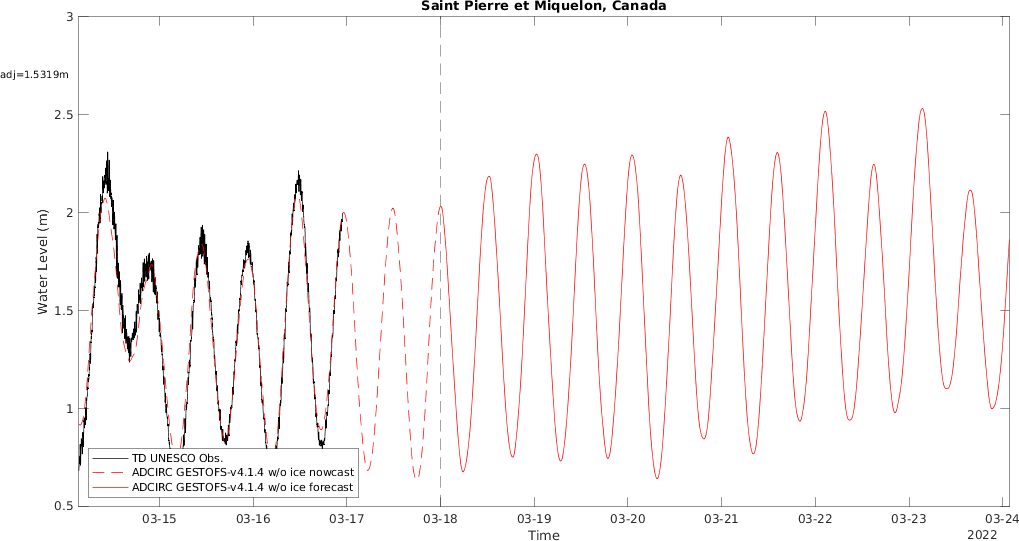 Saint Pierre et Miquelon, Canada
adj=1.5319m
3
2.5
2
1.5
1
0.5
Water Level (m)
TD UNESCO Obs.
ADCIRC GESTOFS-v4.1.4 w/o ice nowcast
ADCIRC GESTOFS-v4.1.4 w/o ice forecast
03-15 03-16 03-17 03-18 03-19 03-20 03-21 03-22 03-23 03-24
Time
2022